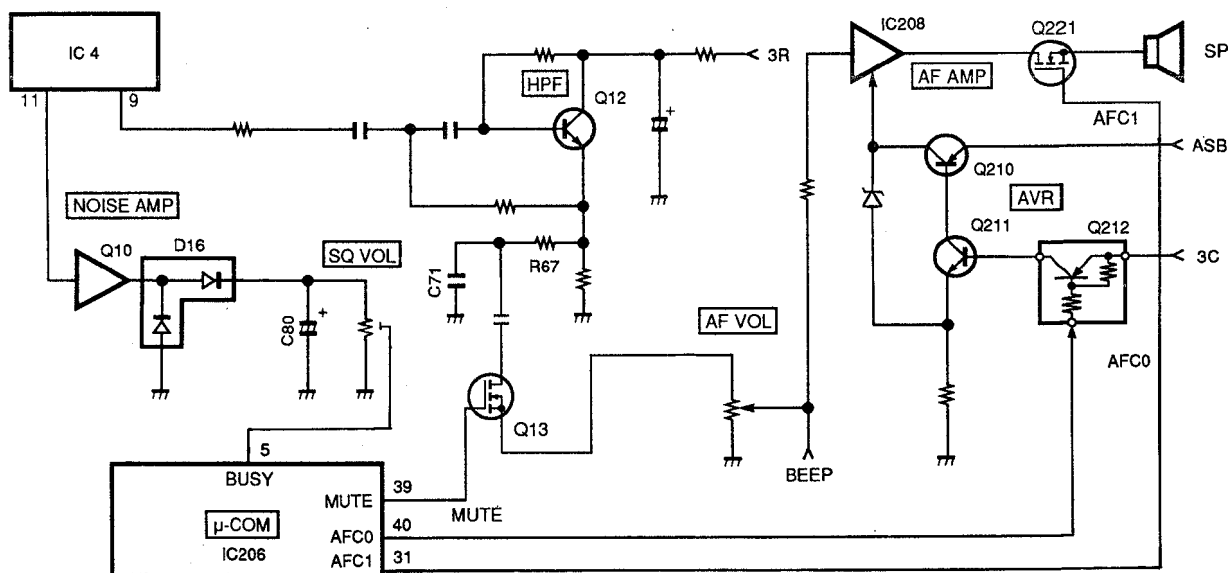 IC208
Q221
IC 4
3R
SP
HPF
AF AMP
11
9
Q12
AFC1
+
ASB
Q210
NOISE AMP
AVR
Q10
D16
SQ VOL
Q211
Q212
C71
R67
3C
+
C80
AF VOL
AFC0
Q13
5
BEEP
BUSY
39
MUTE
MUTE
µ-COM
40
AFC0
IC206
31
AFC1